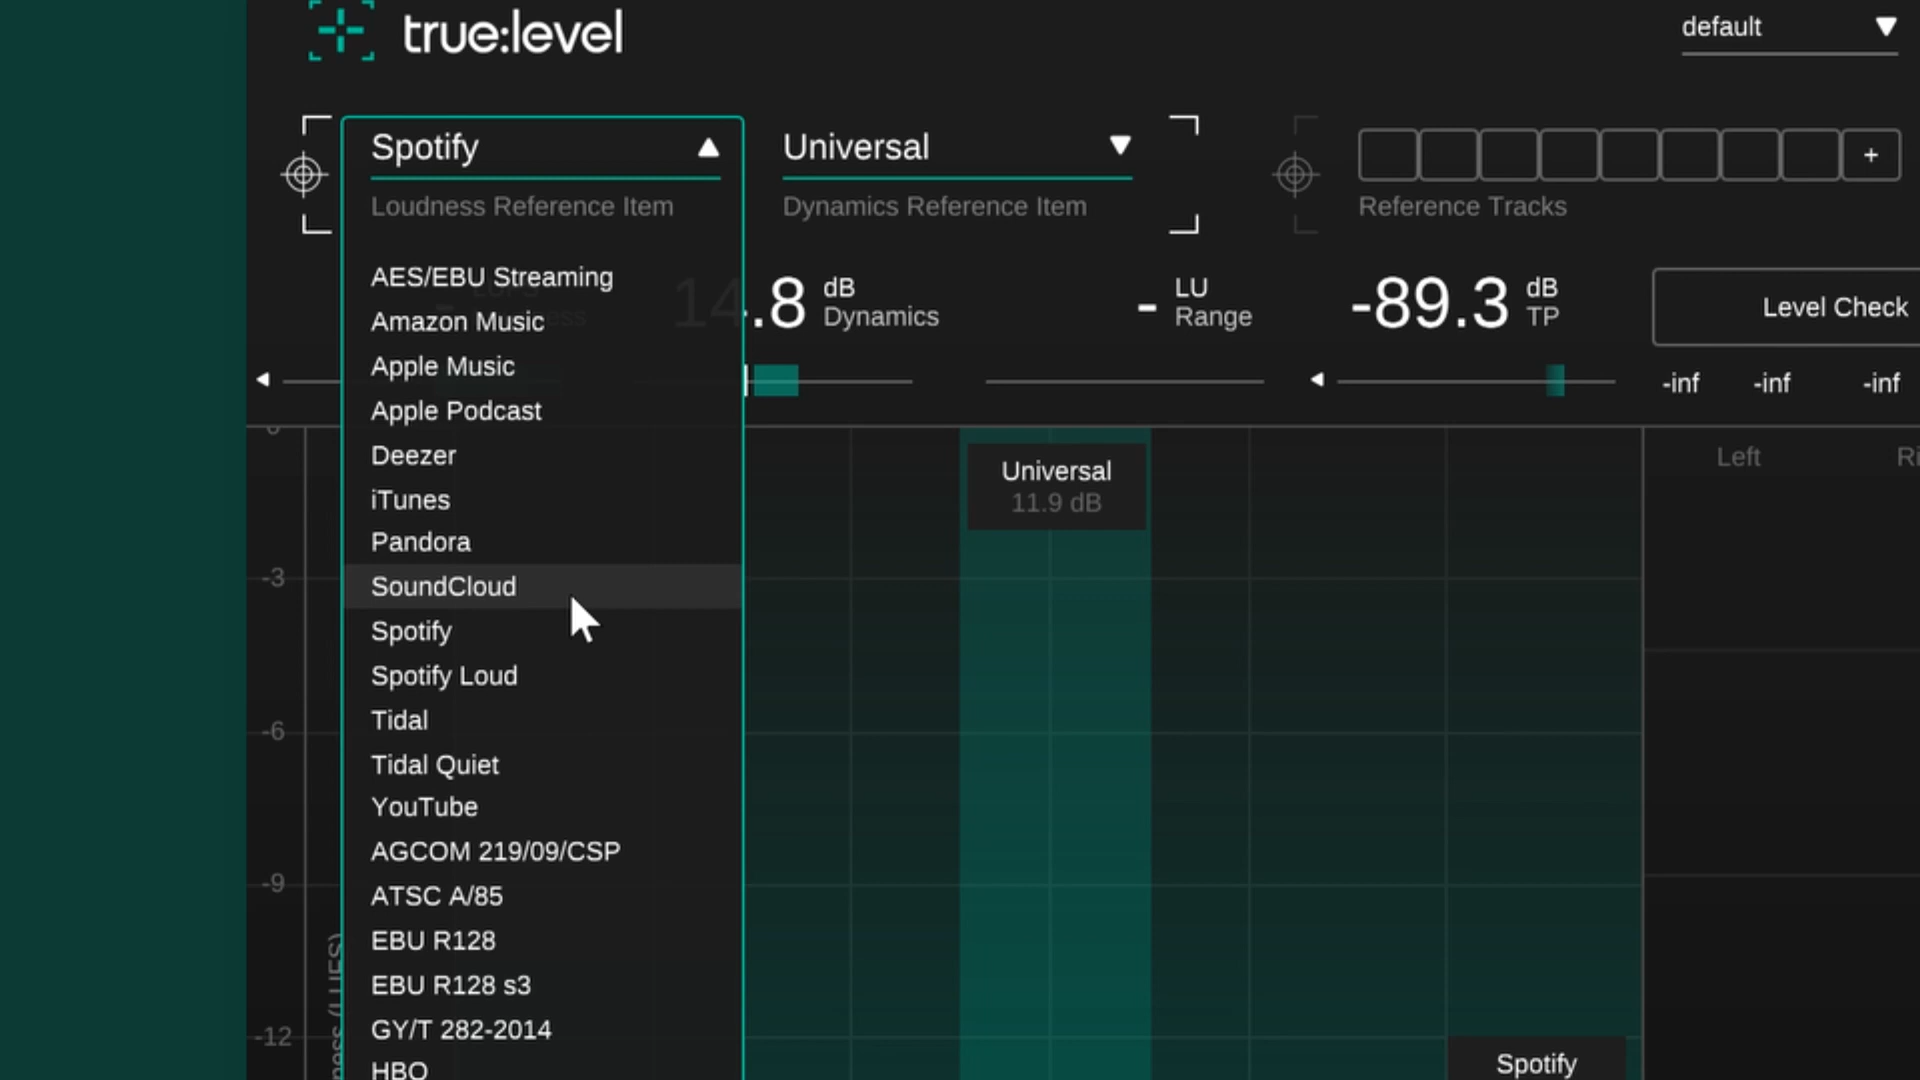 true:level
default
Spotify
Loudness Reference Item
Universal
Dynamics Reference Item
+
Reference Tracks
AES/EBU Streaming
Amazon Music
Apple Music
Apple Podcast
Deezer
iTunes
Pandora
SoundCloud
Spotify
Spotify Loud
Tidal
Tidal Quiet
YouTube
AGCOM 219/09/CSP
ATSC A/85
EBU R128
EBU R128 s3
GY/T 282-2014
HBO
14.8 dB
Dynamics
- LU
Range
-89.3 dB
TP
Level Check
-inf -inf -inf
Left
Universal
11.9 dB
-3
-6
-9
-12
Spotify